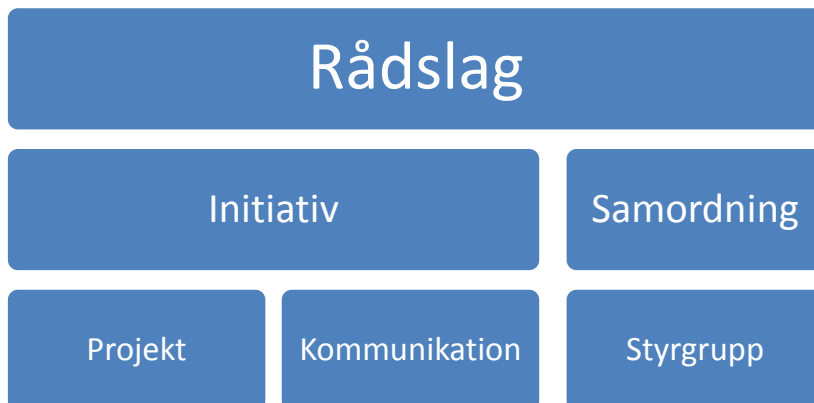 Rådslag
Initiativ
Samordning
Projekt
Kommunikation
Styrgrupp